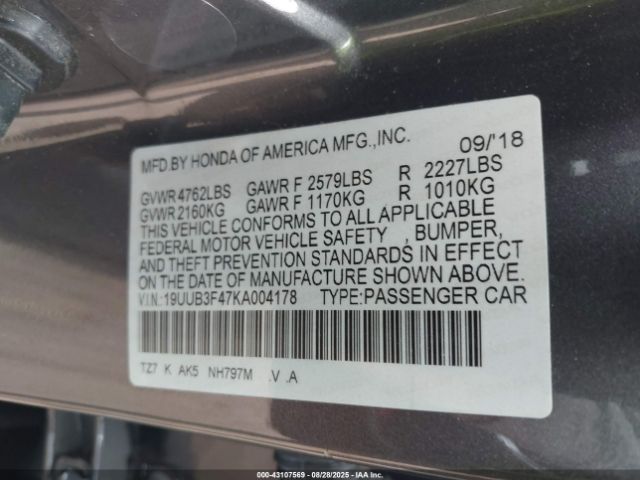 MFD.BY HONDA OF AMERICA MFG.,INC. 09/'18
GVWR 4762LBS GAWR F 2579LBS R 2227LBS
GVWR 2160KG GAWR F 1170KG R 1010KG
THIS VEHICLE CONFORMS TO ALL APPLICABLE
FEDERAL MOTOR VEHICLE SAFETY , BUMPER,
AND THEFT PREVENTION STANDARDS IN EFFECT
ON THE DATE OF MANUFACTURE SHOWN ABOVE.
V.I.N: 19UUB3F47KA004178 TYPE:PASSENGER CAR
TZ7 K AK5 NH797M .V .A
000-43107569 | 08/28/2025 - IAAI.COM